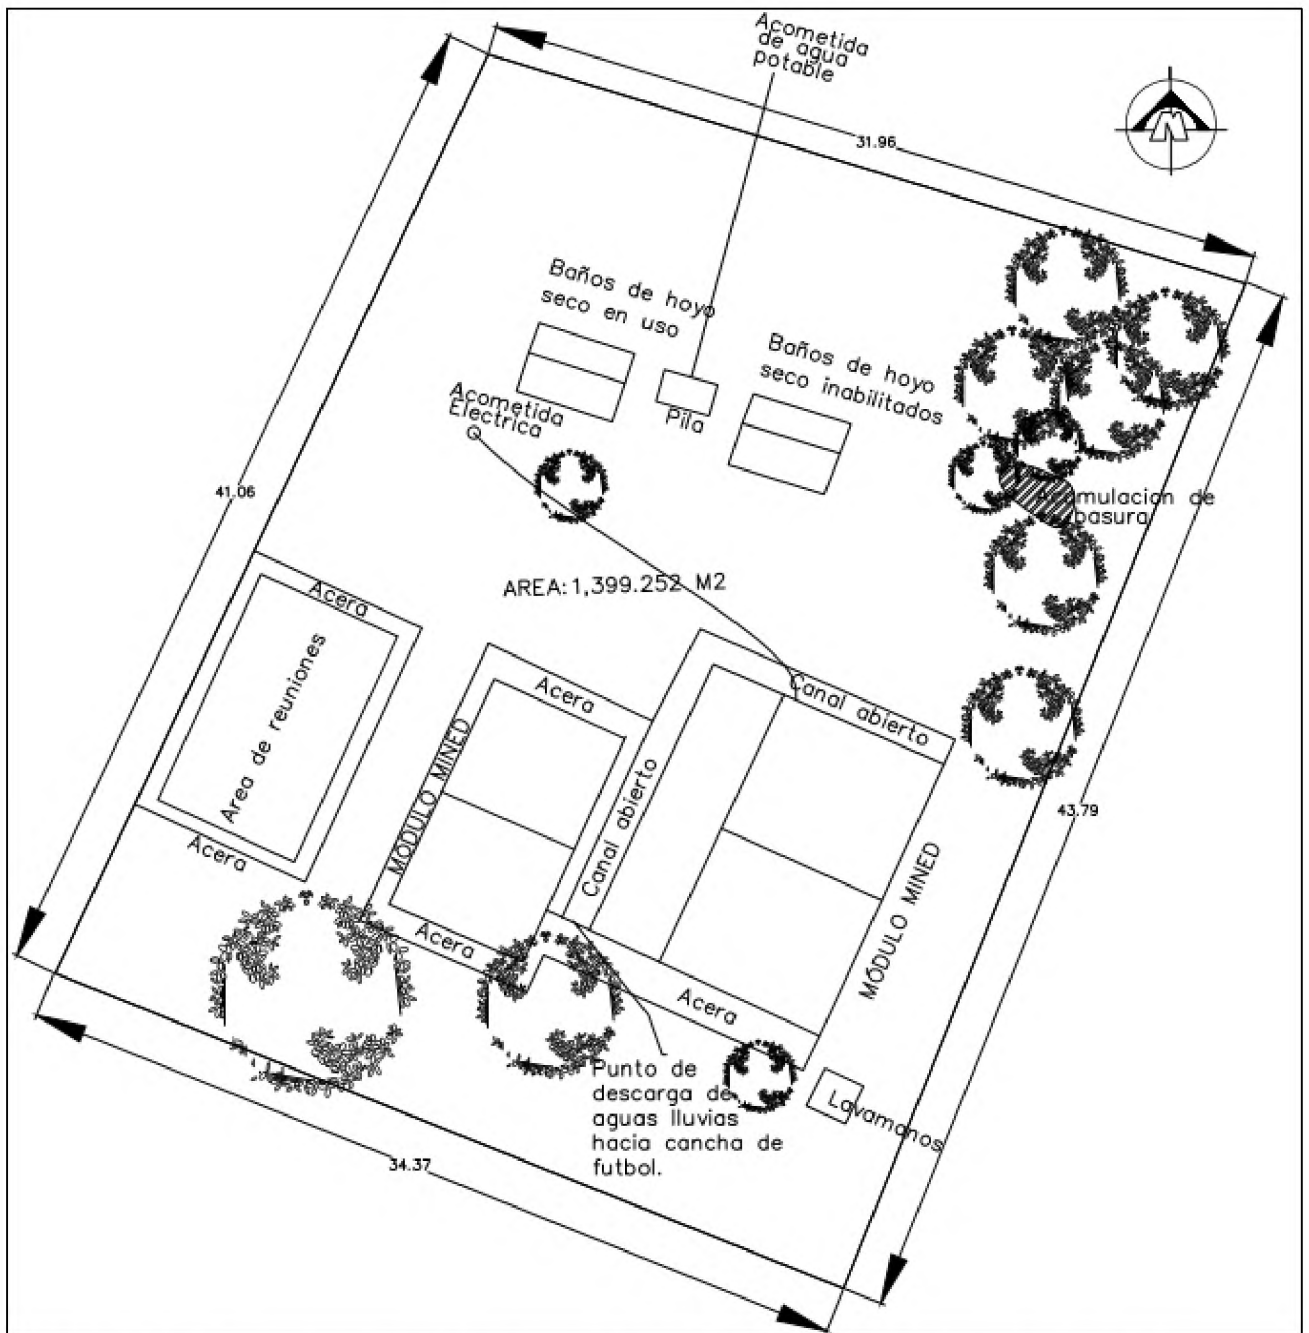 Acometida
de agua
potable
31.96
N
Baños de hoyo
seco en uso
Baños de hoyo
seco inabilitados
Acometida
Electrica
Pila
41.06
Acumulacion de
basura
AREA: 1,399.252 M2
Acera
Area de reuniones
Acera
Acera
MODULO MINED
Acera
Canal abierto
Canal abierto
43.79
MÓDULO MINED
Acera
Punto de
descarga de
aguas lluvias
hacia cancha de
futbol.
Lavamanos
34.37